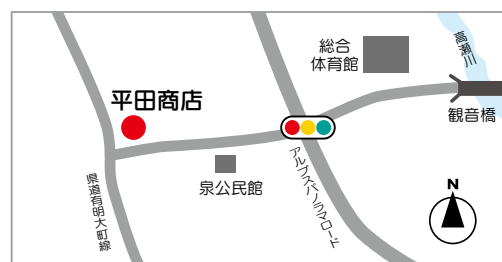 総合
体育館
高瀬川
観音橋
平田商店
泉公民館
県道有明大町線
アルプスパノラマロード
N